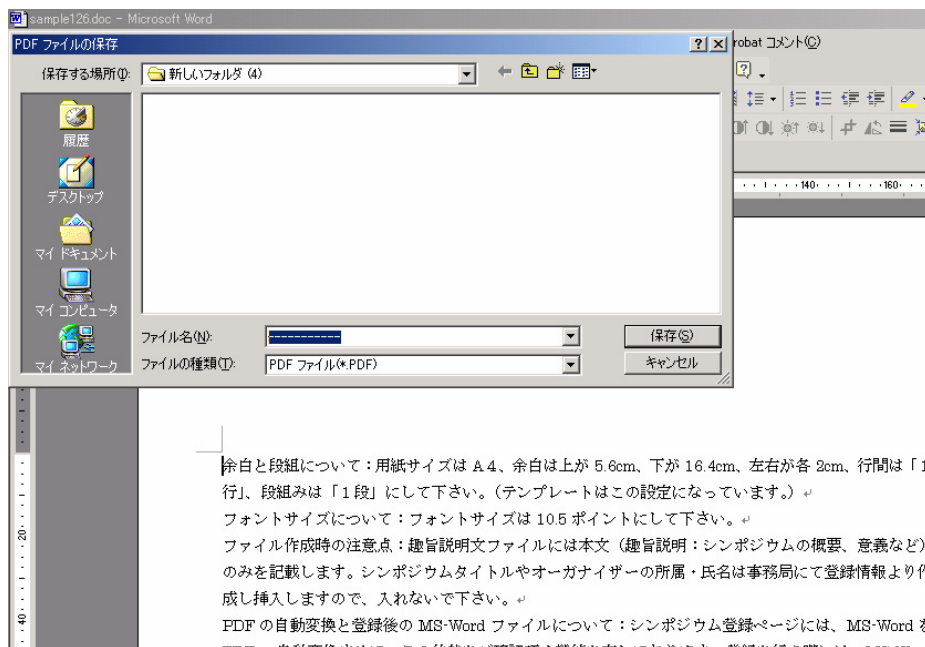 sample126.doc - Microsoft Word
PDF ファイルの保存
robat コメント(C)
保存する場所(I):
新しいフォルダ (4)
履歴
デスクトップ
マイ ドキュメント
マイ コンピュータ
マイ ネットワーク
140
160
ファイル名(N):
-----------
保存(S)
ファイルの種類(T):
PDF ファイル(*.PDF)
キャンセル
余白と段組について：用紙サイズは A4、余白は上が 5.6cm、下が 16.4cm、左右が各 2cm、行間は「1
行」、段組みは「1 段」にして下さい。（テンプレートはこの設定になっています。）
フォントサイズについて：フォントサイズは 10.5 ポイントにして下さい。
ファイル作成時の注意点：趣旨説明文ファイルには本文（趣旨説明：シンポジウムの概要、意義など）
のみを記載します。シンポジウムタイトルやオーガナイザーの所属・氏名は事務局にて登録情報より作
成し挿入しますので、入れないで下さい。
PDF の自動変換と登録後の MS-Word ファイルについて：シンポジウム登録ページには、MS-Word を
20
40